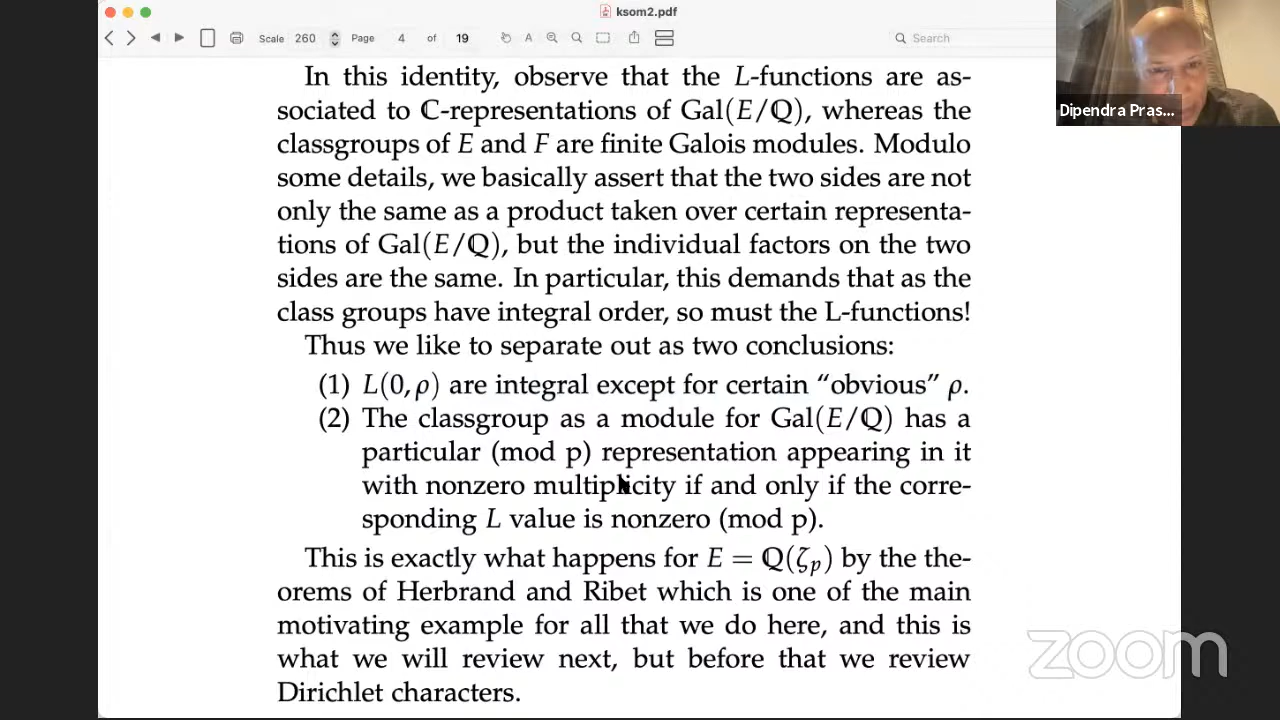 ksom2.pdf
Scale 260 Page 4 of 19
Search
In this identity, observe that the L-functions are as-
sociated to C-representations of Gal(E/Q), whereas the
classgroups of E and F are finite Galois modules. Modulo
some details, we basically assert that the two sides are not
only the same as a product taken over certain representa-
tions of Gal(E/Q), but the individual factors on the two
sides are the same. In particular, this demands that as the
class groups have integral order, so must the L-functions!
Thus we like to separate out as two conclusions:
(1) L(0, ρ) are integral except for certain “obvious” ρ.
(2) The classgroup as a module for Gal(E/Q) has a
particular (mod p) representation appearing in it
with nonzero multiplicity if and only if the corre-
sponding L value is nonzero (mod p).
This is exactly what happens for E = Q(ζp) by the the-
orems of Herbrand and Ribet which is one of the main
motivating example for all that we do here, and this is
what we will review next, but before that we review
Dirichlet characters.
Dipendra Pras...
zoom